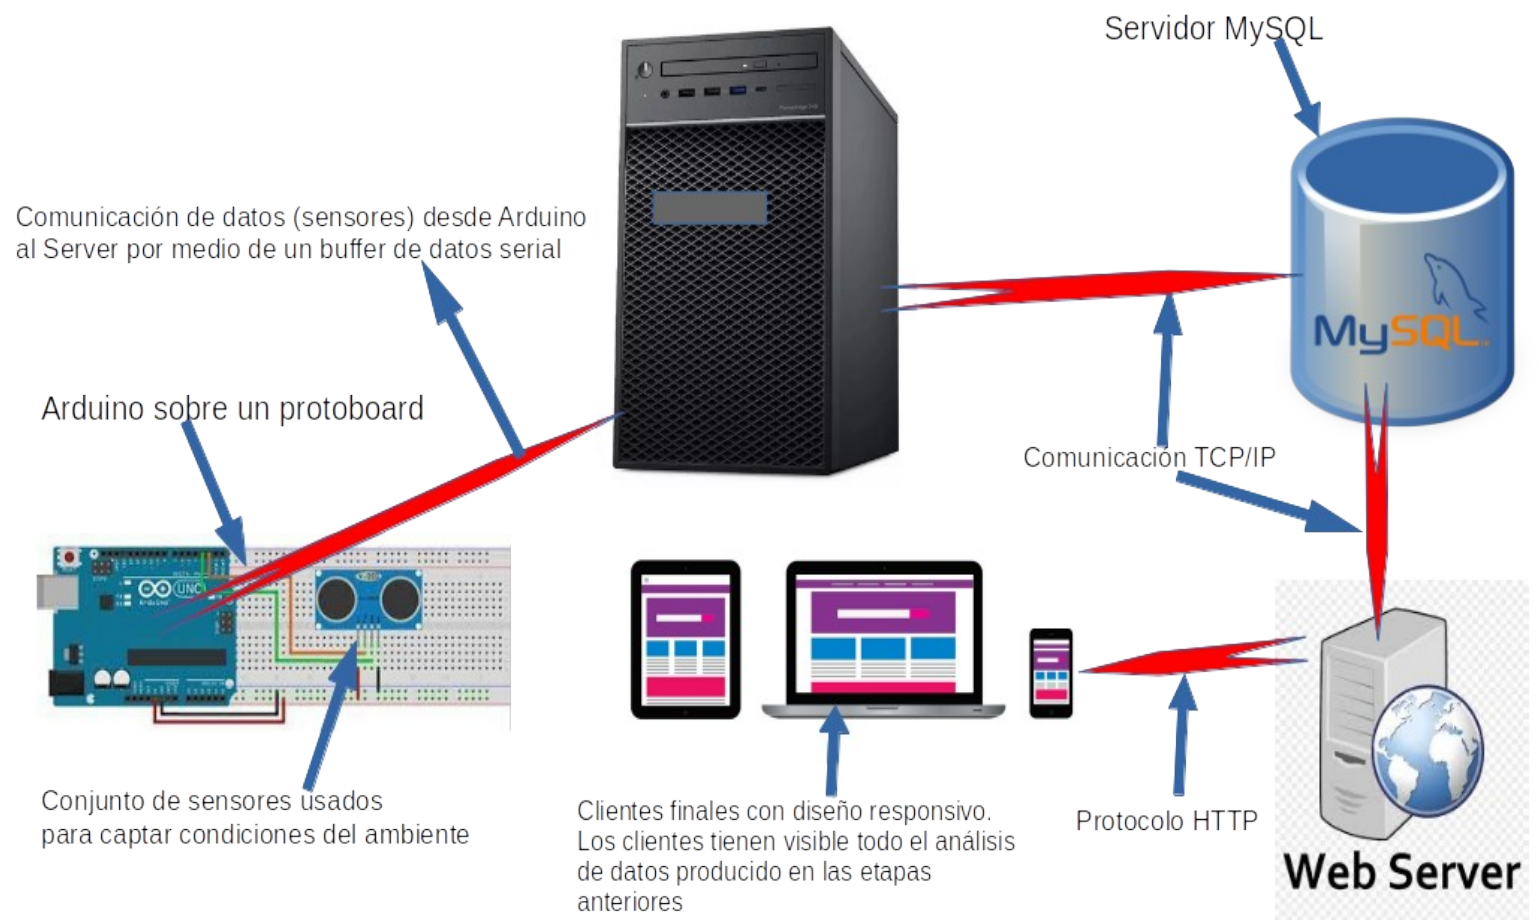 Servidor MySQL
Comunicación de datos (sensores) desde Arduino
al Server por medio de un buffer de datos serial
MySQL
Arduino sobre un protoboard
Comunicación TCP/IP
UNO
Conjunto de sensores usados
para captar condiciones del ambiente
Clientes finales con diseño responsivo.
Los clientes tienen visible todo el análisis
de datos producido en las etapas
anteriores
Protocolo HTTP
Web Server